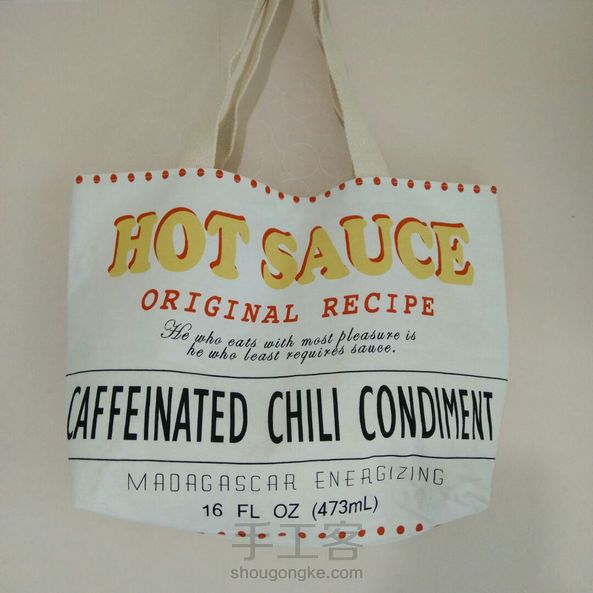 HOT SAUCE
ORIGINAL RECIPE
He who eats with most pleasure is
he who least requires sauce.
CAFFEINATED CHILI CONDIMENT
MADAGASCAR ENERGIZING
16 FL OZ (473mL)
手工客
shougongke.com